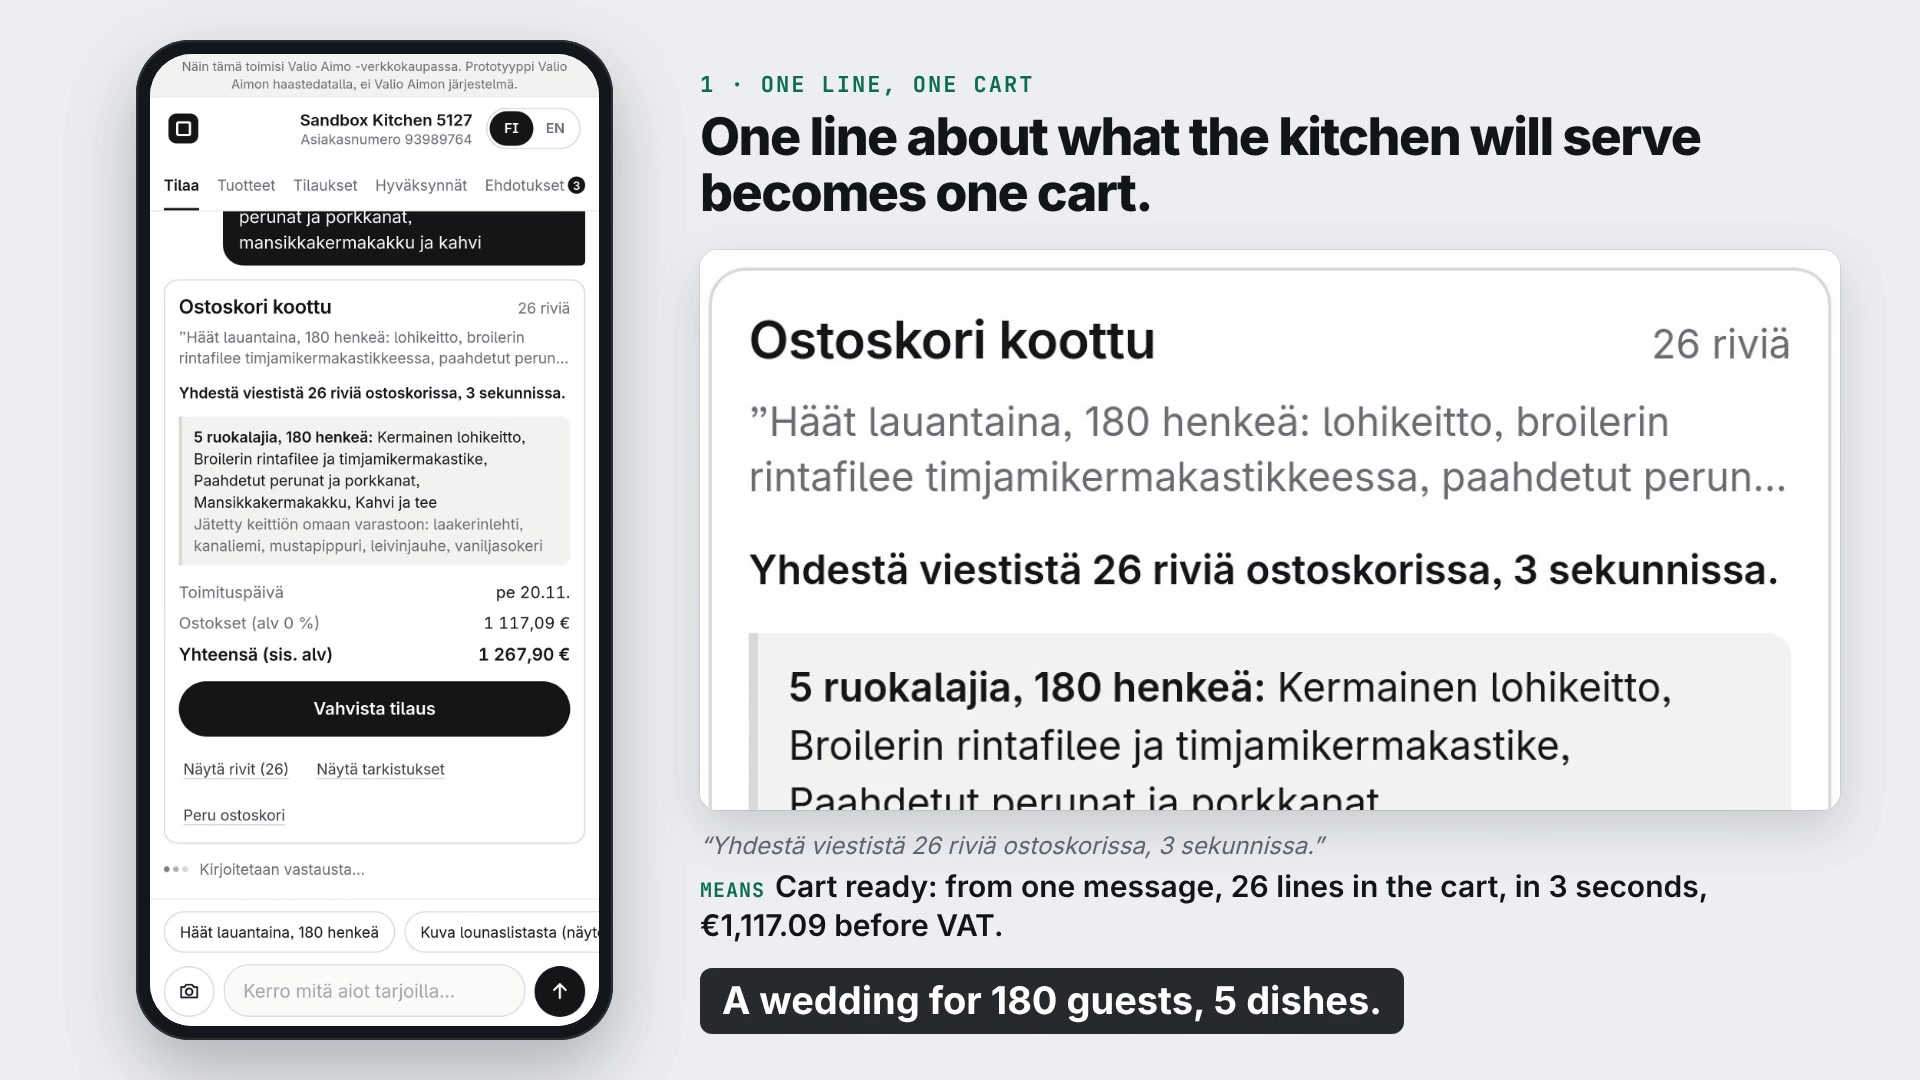 Näin tämä toimisi Valio Aimo -verkkokaupassa. Prototyyppi Valio
Aimon haastedatalla, ei Valio Aimon järjestelmä.
Sandbox Kitchen 5127
Asiakasnumero 93989764
FI EN
Tilaa Tuotteet Tilaukset Hyväksynnät Ehdotukset 3
perunat ja porkkanat,
mansikkakermakakku ja kahvi
Ostoskori koottu 26 riviä
”Häät lauantaina, 180 henkeä: lohikeitto, broilerin
rintafilee timjamikermakastikkeessa, paahdetut perun...
Yhdestä viestistä 26 riviä ostoskorissa, 3 sekunnissa.
5 ruokalajia, 180 henkeä: Kermainen lohikeitto,
Broilerin rintafilee ja timjamikermakastike,
Paahdetut perunat ja porkkanat,
Mansikkakermakakku, Kahvi ja tee
Jätetty keittiön omaan varastoon: laakerinlehti,
kanaliemi, mustapippuri, leivinjauhe, vaniljasokeri
Toimituspäivä pe 20.11.
Ostokset (alv 0 %) 1 117,09 €
Yhteensä (sis. alv) 1 267,90 €
Vahvista tilaus
Näytä rivit (26) Näytä tarkistukset
Peru ostoskori
Kirjoitetaan vastausta...
Häät lauantaina, 180 henkeä Kuva lounaslistasta (näyte
Kerro mitä aiot tarjoilla...
1 · ONE LINE, ONE CART
One line about what the kitchen will serve
becomes one cart.
Ostoskori koottu 26 riviä
”Häät lauantaina, 180 henkeä: lohikeitto, broilerin
rintafilee timjamikermakastikkeessa, paahdetut perun...
Yhdestä viestistä 26 riviä ostoskorissa, 3 sekunnissa.
5 ruokalajia, 180 henkeä: Kermainen lohikeitto,
Broilerin rintafilee ja timjamikermakastike,
Paahdetut perunat ja porkkanat
“Yhdestä viestistä 26 riviä ostoskorissa, 3 sekunnissa.”
MEANS Cart ready: from one message, 26 lines in the cart, in 3 seconds,
€1,117.09 before VAT.
A wedding for 180 guests, 5 dishes.